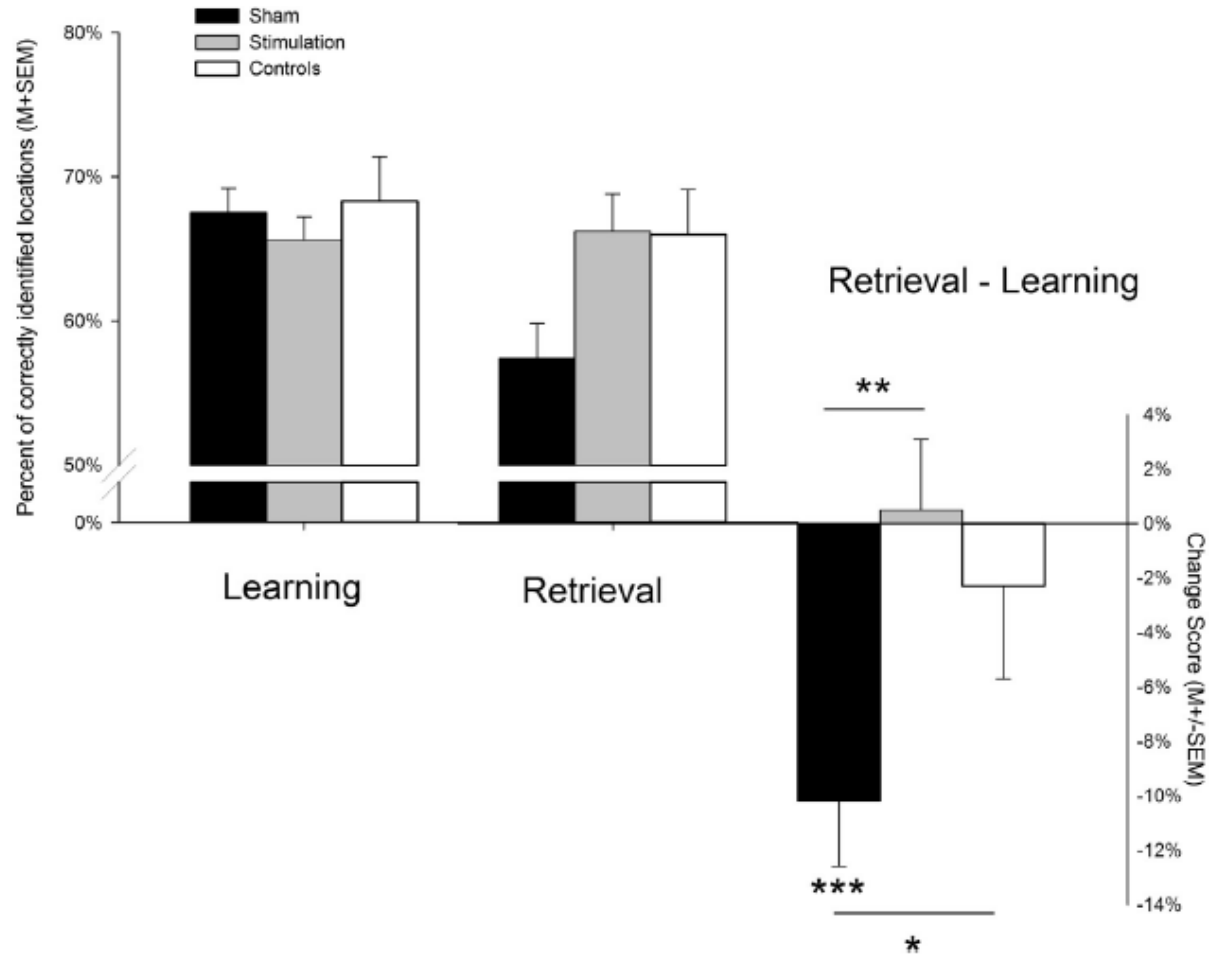 Sham
Stimulation
Controls
Percent of correctly identified locations (M+SEM)
80%
70%
60%
50%
0%
Learning
Retrieval
Retrieval - Learning
**
4%
2%
0%
-2%
-4%
-6%
-8%
-10%
-12%
-14%
Change Score (M+/-SEM)
***
*